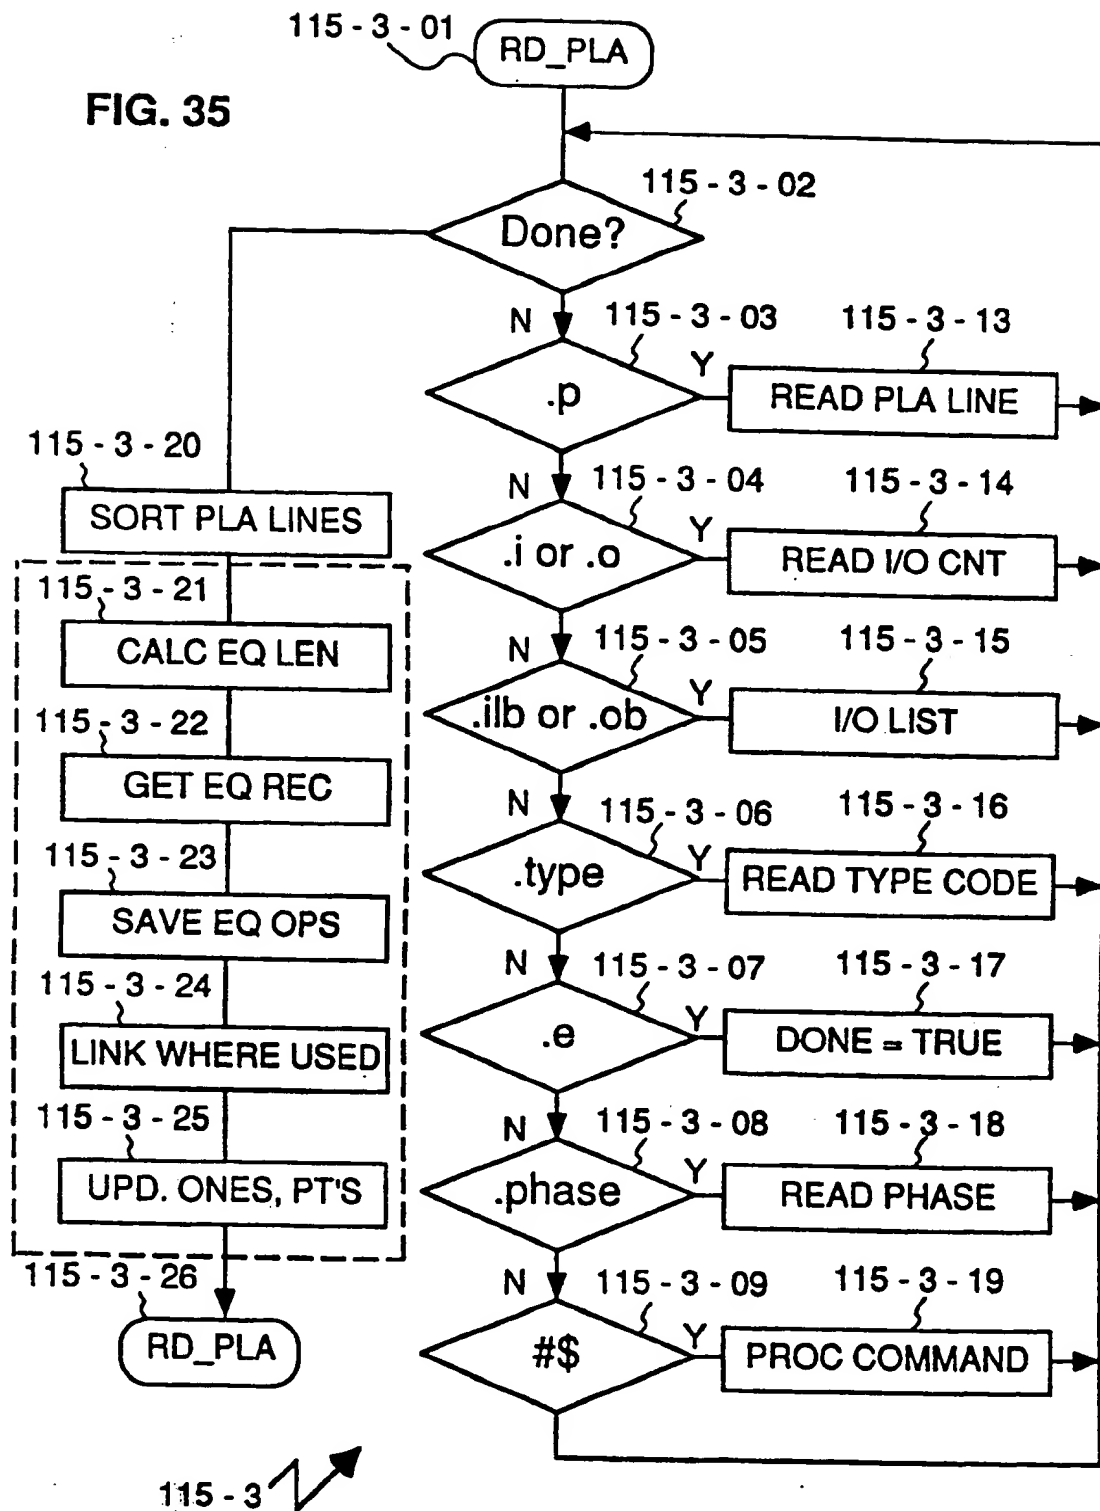 115 - 3 - 01
RD_PLA
FIG. 35
115 - 3 - 02
Done?
N
115 - 3 - 03
115 - 3 - 13
.p
Y
READ PLA LINE
115 - 3 - 20
SORT PLA LINES
N
115 - 3 - 04
115 - 3 - 14
.i or .o
Y
READ I/O CNT
115 - 3 - 21
CALC EQ LEN
N
115 - 3 - 05
115 - 3 - 15
.ilb or .ob
Y
I/O LIST
115 - 3 - 22
GET EQ REC
N
115 - 3 - 06
115 - 3 - 16
.type
Y
READ TYPE CODE
115 - 3 - 23
SAVE EQ OPS
N
115 - 3 - 07
115 - 3 - 17
.e
Y
DONE = TRUE
115 - 3 - 24
LINK WHERE USED
N
115 - 3 - 08
115 - 3 - 18
.phase
Y
READ PHASE
115 - 3 - 25
UPD. ONES, PT'S
N
115 - 3 - 09
115 - 3 - 19
#$
Y
PROC COMMAND
115 - 3 - 26
RD_PLA
115 - 3